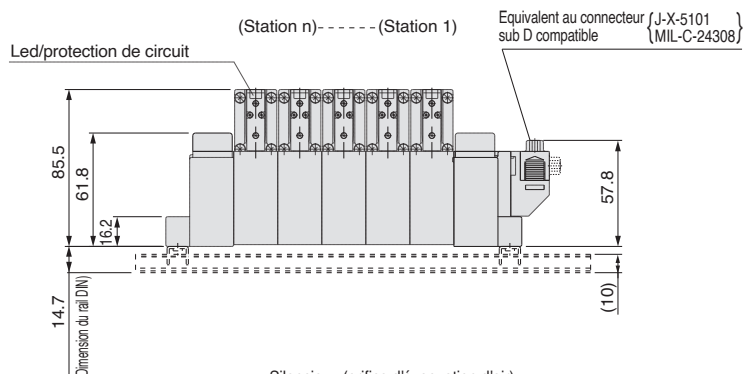 (Station n)------(Station 1)
Equivalent au connecteur {J-X-5101
sub D compatible {MIL-C-24308}
Led/protection de circuit
85.5
61.8
16.2
57.8
14.7
Dimension du rail DIN)
(10)